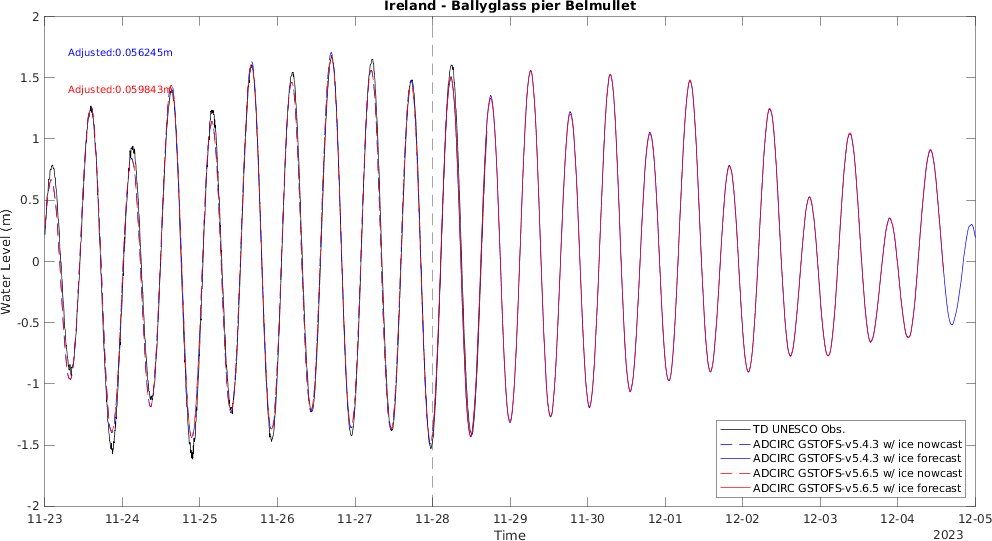 Ireland - Ballyglass pier Belmullet
Adjusted:0.056245m
Adjusted:0.059843m
Water Level (m)
2
1.5
1
0.5
0
-0.5
-1
-1.5
-2
11-23
11-24
11-25
11-26
11-27
11-28
11-29
11-30
12-01
12-02
12-03
12-04
12-05
Time
2023
TD UNESCO Obs.
ADCIRC GSTOFS-v5.4.3 w/ ice nowcast
ADCIRC GSTOFS-v5.4.3 w/ ice forecast
ADCIRC GSTOFS-v5.6.5 w/ ice nowcast
ADCIRC GSTOFS-v5.6.5 w/ ice forecast